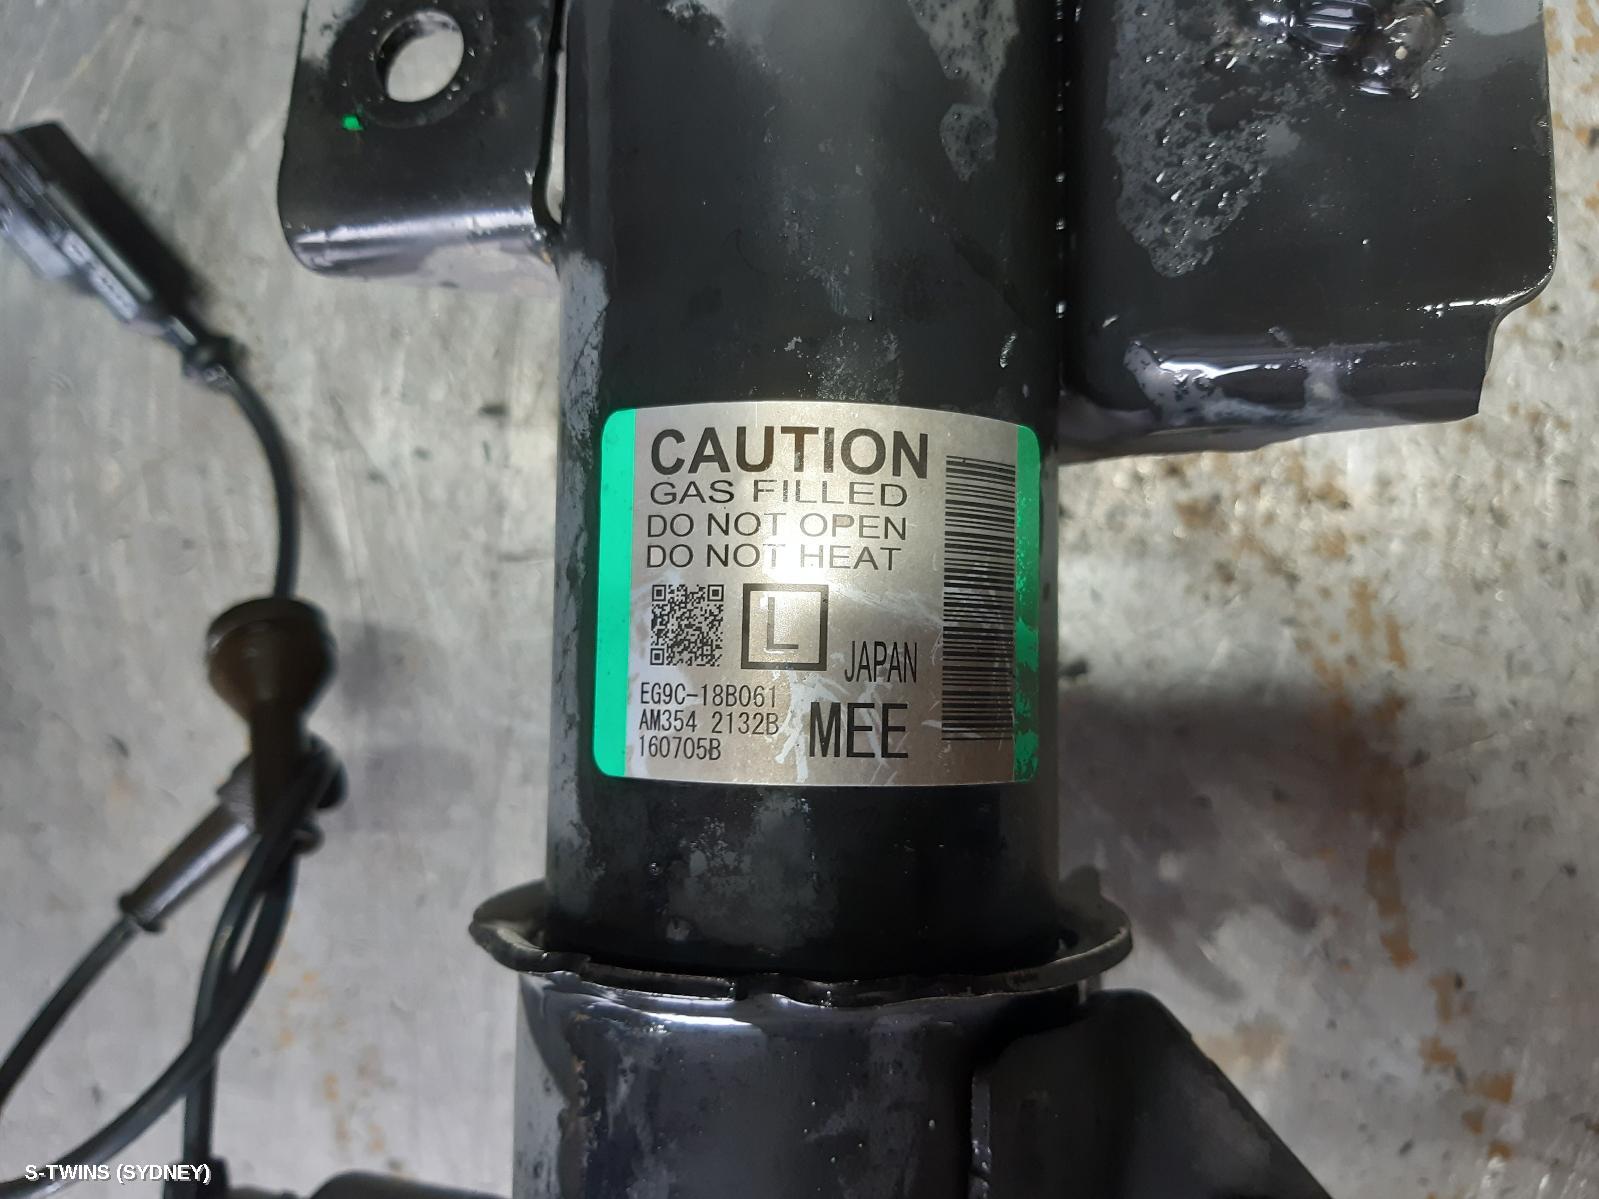 CAUTION
GAS FILLED
DO NOT OPEN
DO NOT HEAT
L
JAPAN
EG9C-18B061
AM354 2132B
160705B
MEE
S-TWINS (SYDNEY)